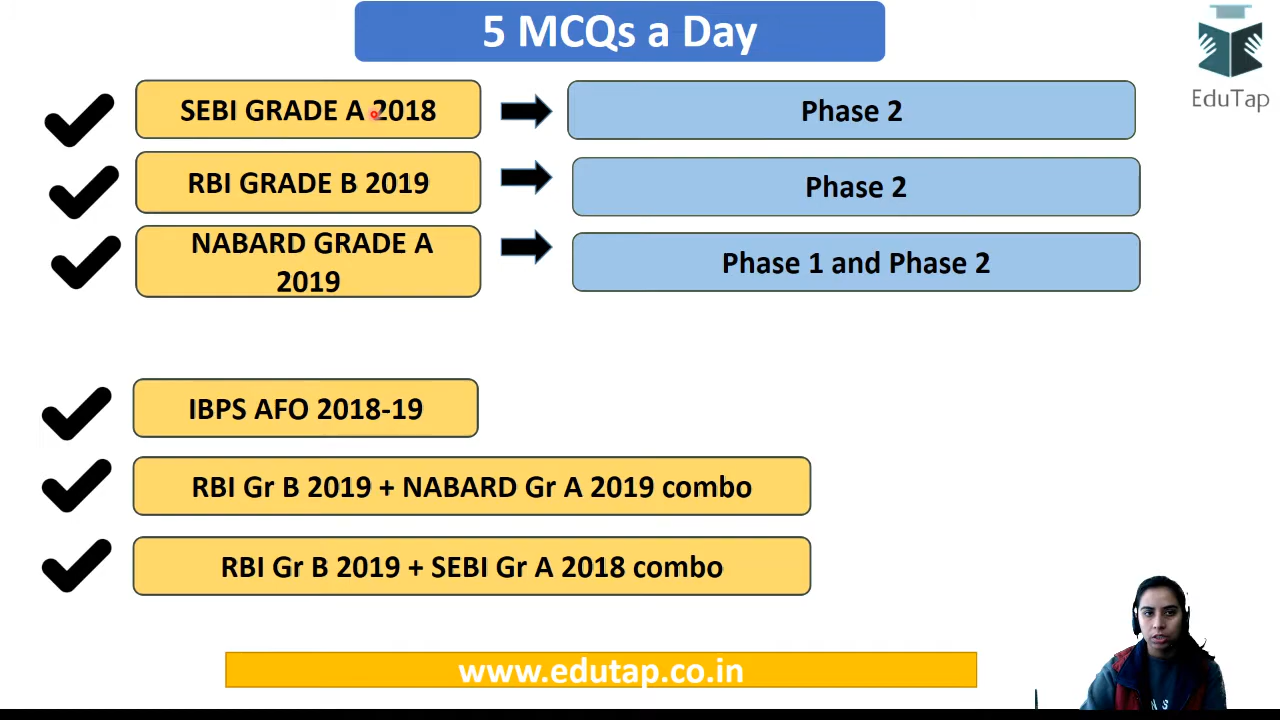 5 MCQs a Day
EduTap
SEBI GRADE A 2018
Phase 2
RBI GRADE B 2019
Phase 2
NABARD GRADE A
2019
Phase 1 and Phase 2
IBPS AFO 2018-19
RBI Gr B 2019 + NABARD Gr A 2019 combo
RBI Gr B 2019 + SEBI Gr A 2018 combo
www.edutap.co.in